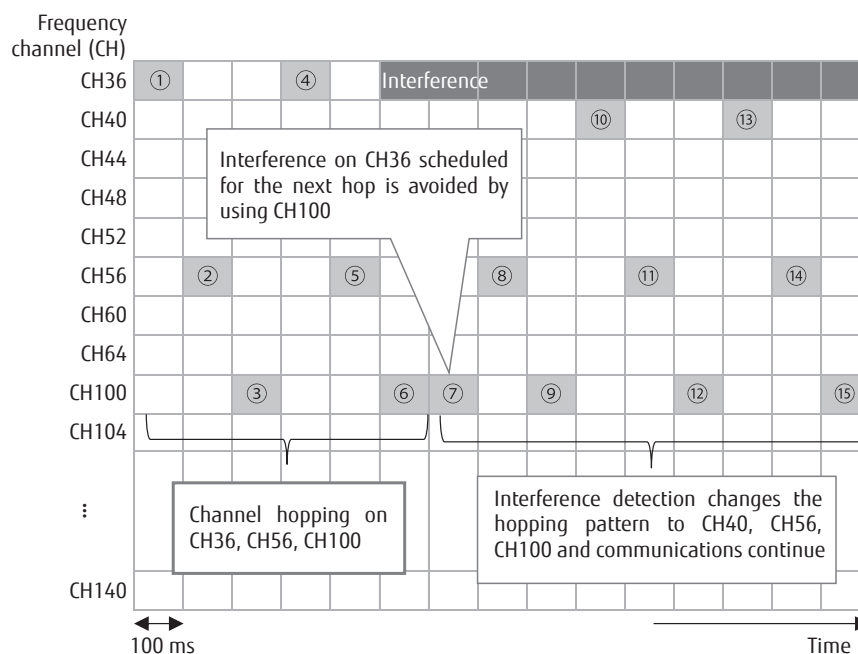 Frequency
channel (CH)
CH36 ① ④ Interference
CH40 ⑩ ⑬
CH44
CH48
CH52
Interference on CH36 scheduled
for the next hop is avoided by
using CH100
CH56 ② ⑤ ⑧ ⑪ ⑭
CH60
CH64
CH100 ③ ⑥ ⑦ ⑨ ⑫ ⑮
CH104
...
Channel hopping on
CH36, CH56, CH100
Interference detection changes the
hopping pattern to CH40, CH56,
CH100 and communications continue
CH140
100 ms
Time